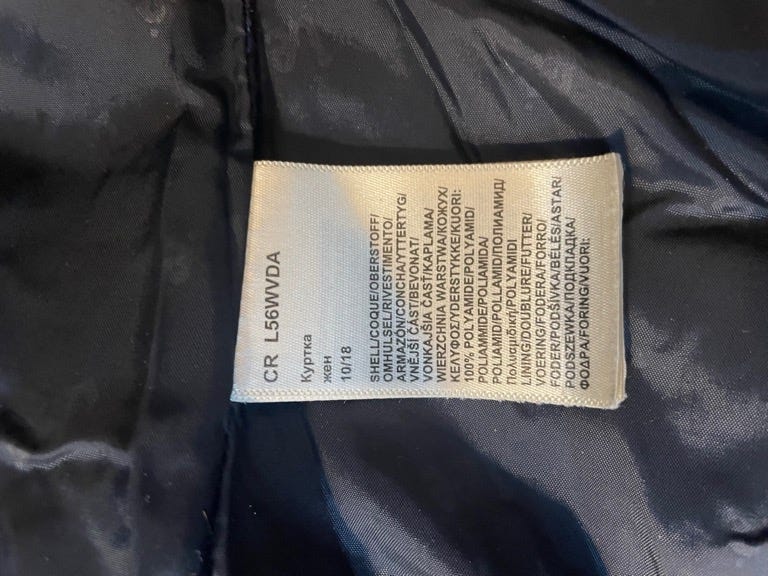 CR L56WVDA
Куртка
жен
10/18
SHELL/COQUE/OBERSTOFF/
OMHULSEL/RIVESTIMENTO/
ARMAZÓN/CONCHA/YTTERTYG/
VNĚJŠÍ ČÁST/BEVONAT/
VONKAJŠIA ČASŤ/KAPLAMA/
WIERZCHNIA WARSTWA/КОЖУХ/
ΚΕΛΥΦΟΣ/YDERSTYKKE/KUORI:
100% POLYAMIDE/POLYAMID/
POLIAMMIDE/POLIAMIDA/
POLIAMID/POLLAMID/ПОЛИАМИД/
Πολυαμιδική/POLYAMIDI
LINING/DOUBLURE/FUTTER/
VOERING/FODERA/FORRO/
FODER/PODŠÍVKA/BÉLÉS/ASTAR/
PODSZEWKA/ПОДКЛАДКА/
ΦΟΔΡΑ/FORING/VUORI: